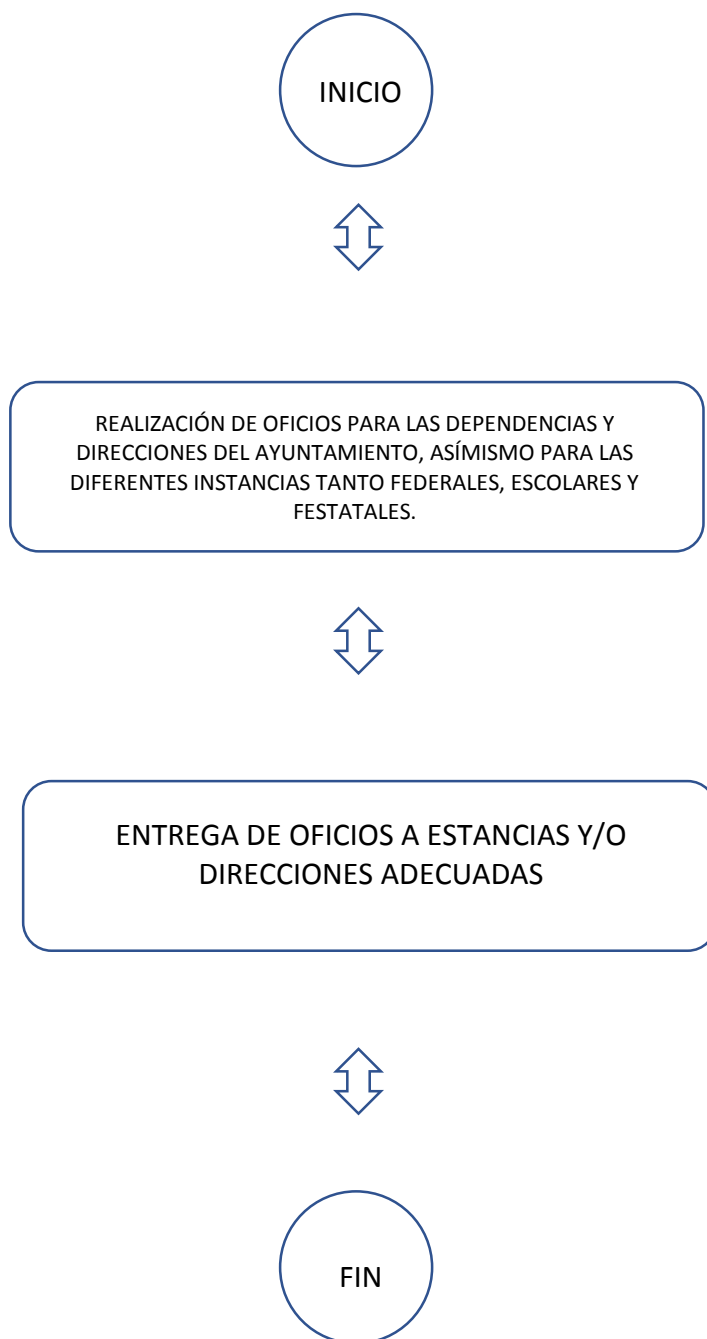 INICIO
REALIZACIÓN DE OFICIOS PARA LAS DEPENDENCIAS Y
DIRECCIONES DEL AYUNTAMIENTO, ASÍMISMO PARA LAS
DIFERENTES INSTANCIAS TANTO FEDERALES, ESCOLARES Y
FESTATALES.
ENTREGA DE OFICIOS A ESTANCIAS Y/O
DIRECCIONES ADECUADAS
FIN